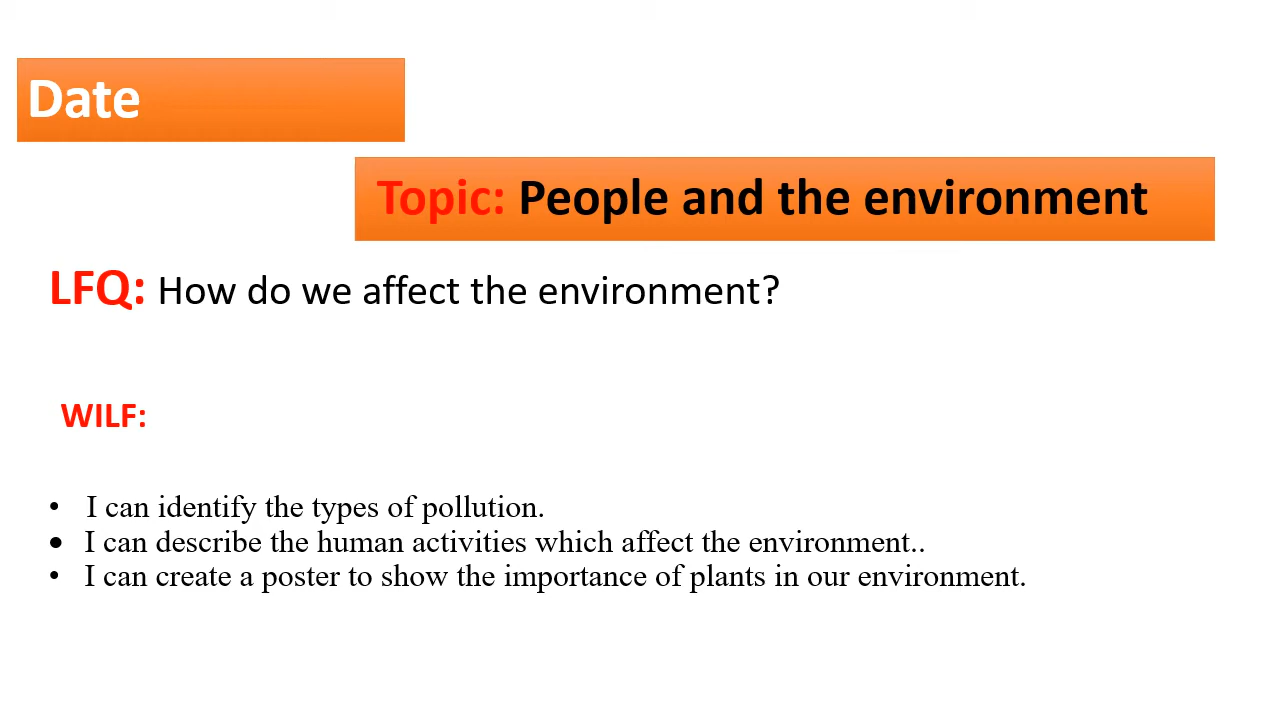 Date
Topic: People and the environment
LFQ: How do we affect the environment?
WILF:
• I can identify the types of pollution.
• I can describe the human activities which affect the environment..
• I can create a poster to show the importance of plants in our environment.